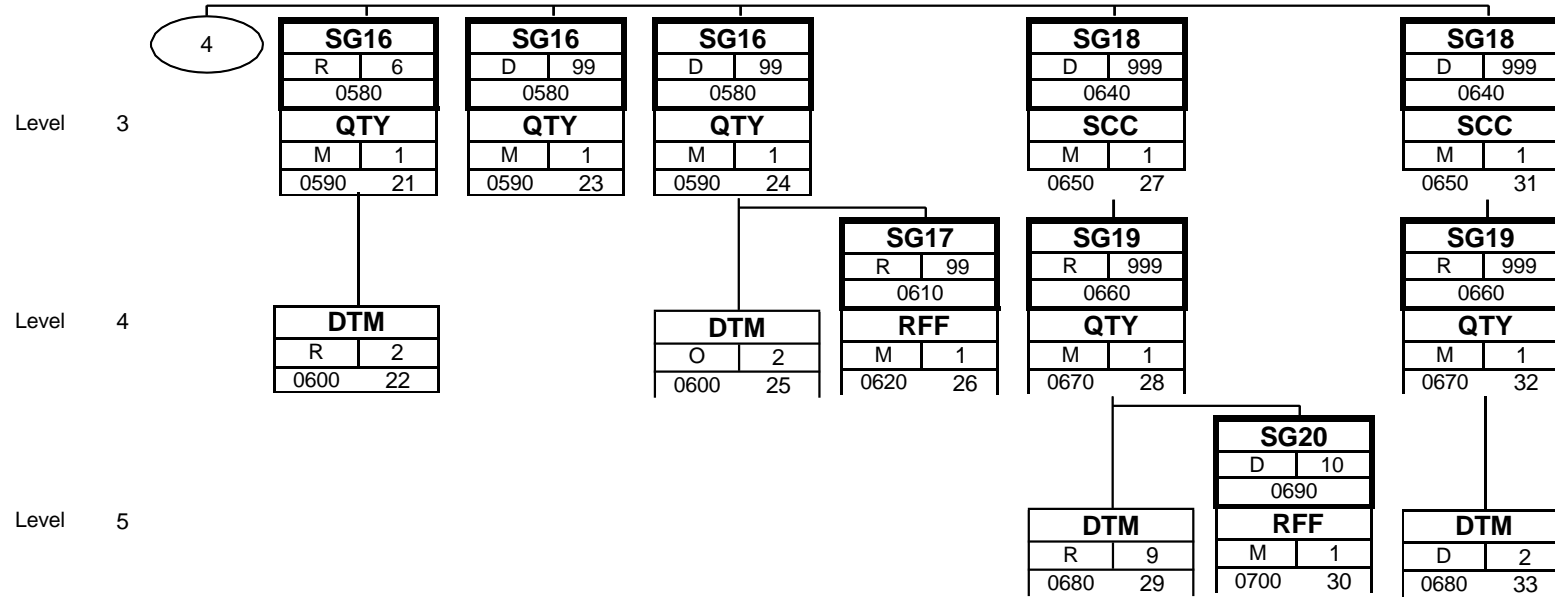 4
SG16 SG16 SG16 SG18 SG18
R 6 D 99 D 99 D 999 D 999
0580 0580 0580 0640 0640
Level 3 QTY QTY QTY SCC SCC
M 1 M 1 M 1 M 1 M 1
0590 21 0590 23 0590 24 0650 27 0650 31
SG17 SG19 SG19
R 99 R 999 R 999
0610 0660 0660
Level 4 DTM DTM RFF QTY QTY
R 2 O 2 M 1 M 1 M 1
0600 22 0600 25 0620 26 0670 28 0670 32
SG20
D 10
0690
Level 5 DTM RFF DTM
R 9 M 1 D 2
0680 29 0700 30 0680 33